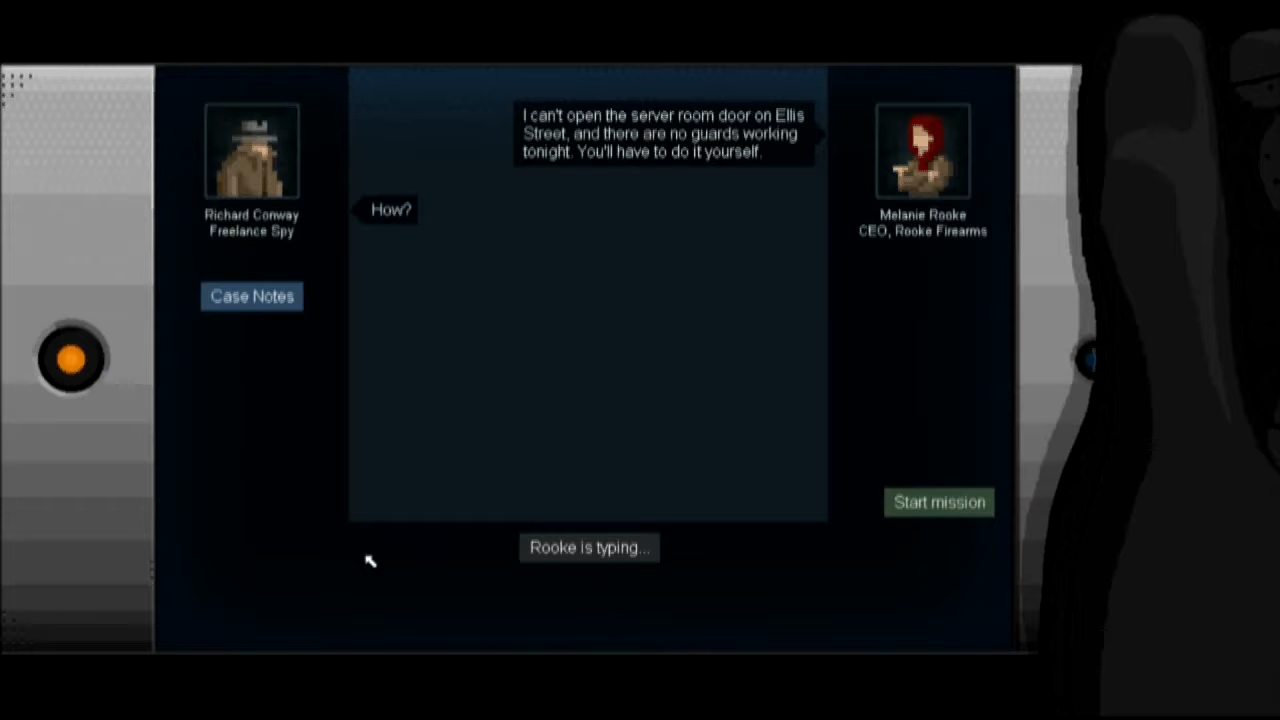 I can't open the server room door on Ellis
Street, and there are no guards working
tonight. You'll have to do it yourself.
How?
Richard Conway
Freelance Spy
Melanie Rooke
CEO, Rooke Firearms
Case Notes
Start mission
Rooke is typing...